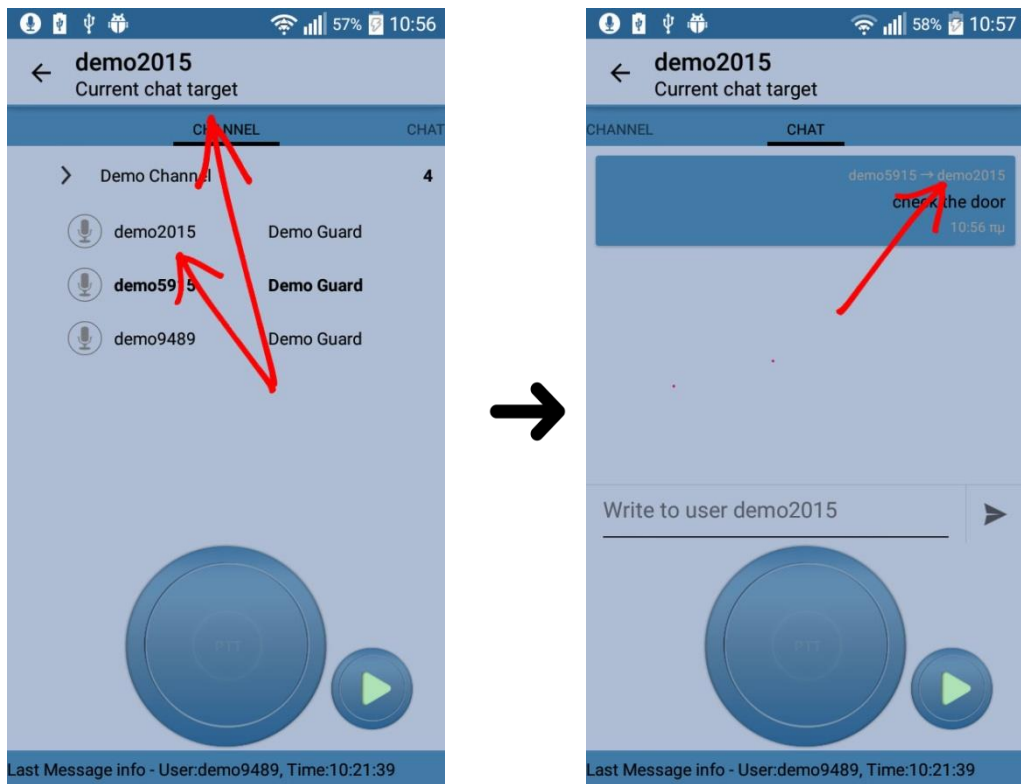 57% 10:56
demo2015
Current chat target
CHANNEL CHAT
Demo Channel 4
demo2015 Demo Guard
demo5915 Demo Guard
demo9489 Demo Guard
PTT
Last Message info - User:demo9489, Time:10:21:39
58% 10:57
demo2015
Current chat target
CHANNEL CHAT
demo5915 → demo2015
check the door
10:56 πμ
Write to user demo2015
PTT
Last Message info - User:demo9489, Time:10:21:39